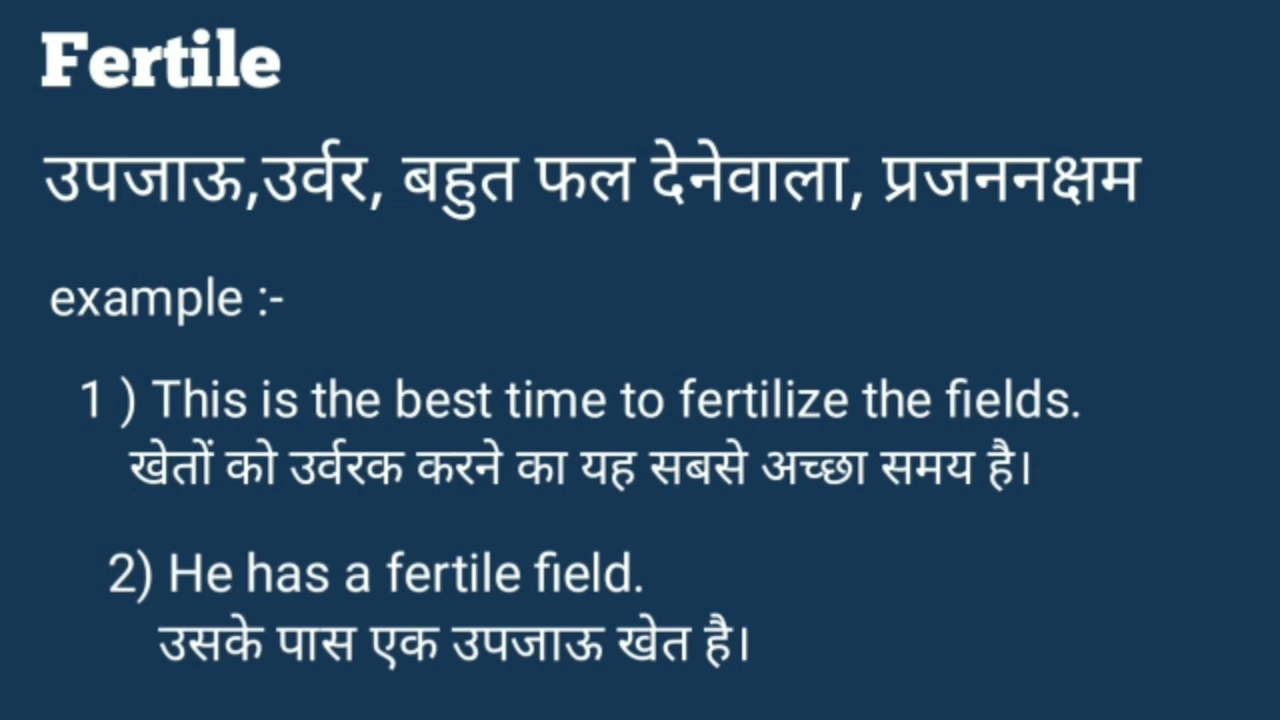 Fertile
उपजाऊ,उर्वर, बहुत फल देनेवाला, प्रजननक्षम
example :-
1 ) This is the best time to fertilize the fields.
खेतों को उर्वरक करने का यह सबसे अच्छा समय है।
2) He has a fertile field.
उसके पास एक उपजाऊ खेत है।